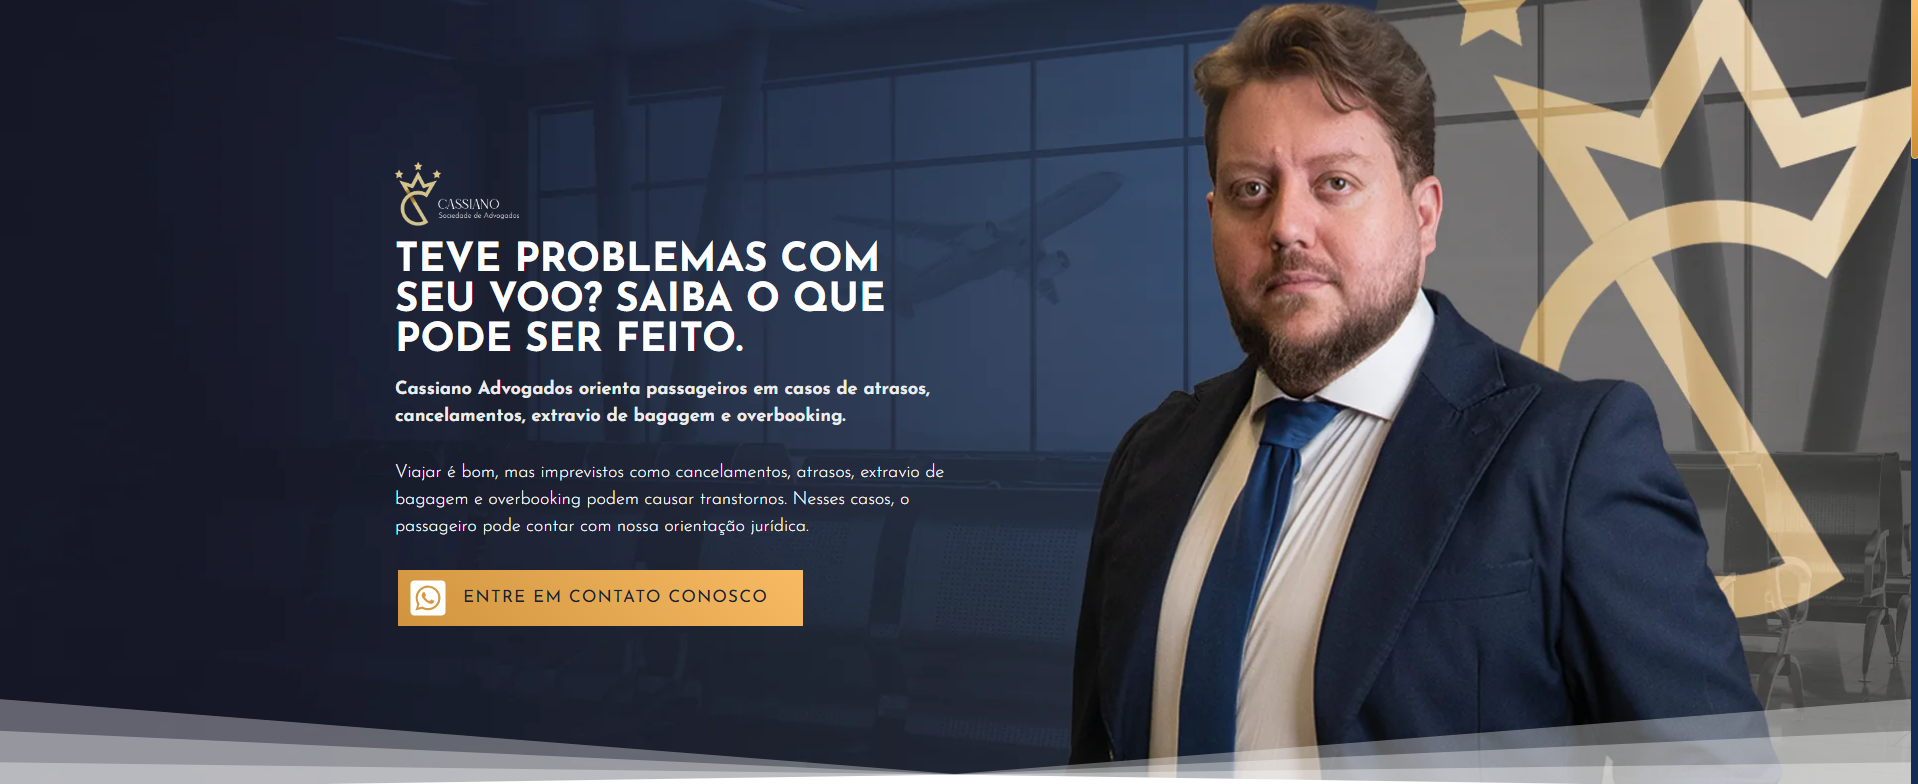 CASSIANO
Sociedade de Advogados
TEVE PROBLEMAS COM
SEU VOO? SAIBA O QUE
PODE SER FEITO.
Cassiano Advogados orienta passageiros em casos de atrasos,
cancelamentos, extravio de bagagem e overbooking.
Viajar é bom, mas imprevistos como cancelamentos, atrasos, extravio de
bagagem e overbooking podem causar transtornos. Nesses casos, o
passageiro pode contar com nossa orientação jurídica.
ENTRE EM CONTATO CONOSCO